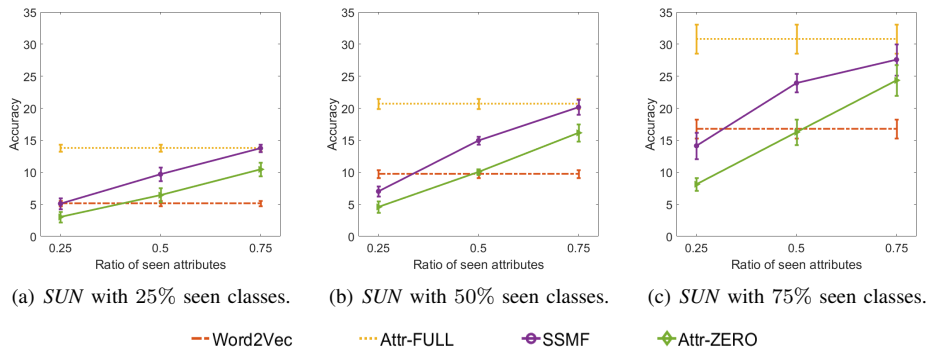 35
30
25
20
15
10
5
0
Accuracy
0.25 0.5 0.75
Ratio of seen attributes
(a) SUN with 25% seen classes.
35
30
25
20
15
10
5
0
Accuracy
0.25 0.5 0.75
Ratio of seen attributes
(b) SUN with 50% seen classes.
35
30
25
20
15
10
5
0
Accuracy
0.25 0.5 0.75
Ratio of seen attributes
(c) SUN with 75% seen classes.
Word2Vec Attr-FULL SSMF Attr-ZERO